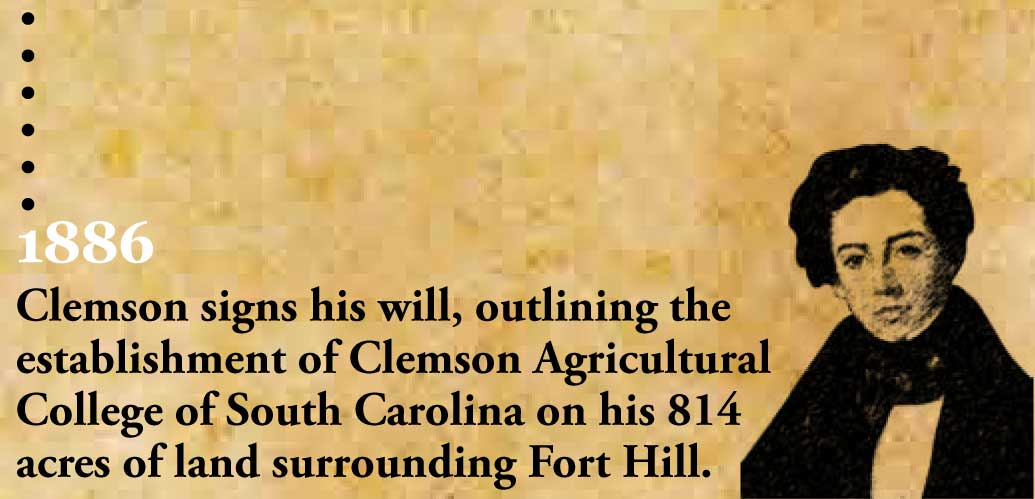 1886
Clemson signs his will, outlining the
establishment of Clemson Agricultural
College of South Carolina on his 814
acres of land surrounding Fort Hill.